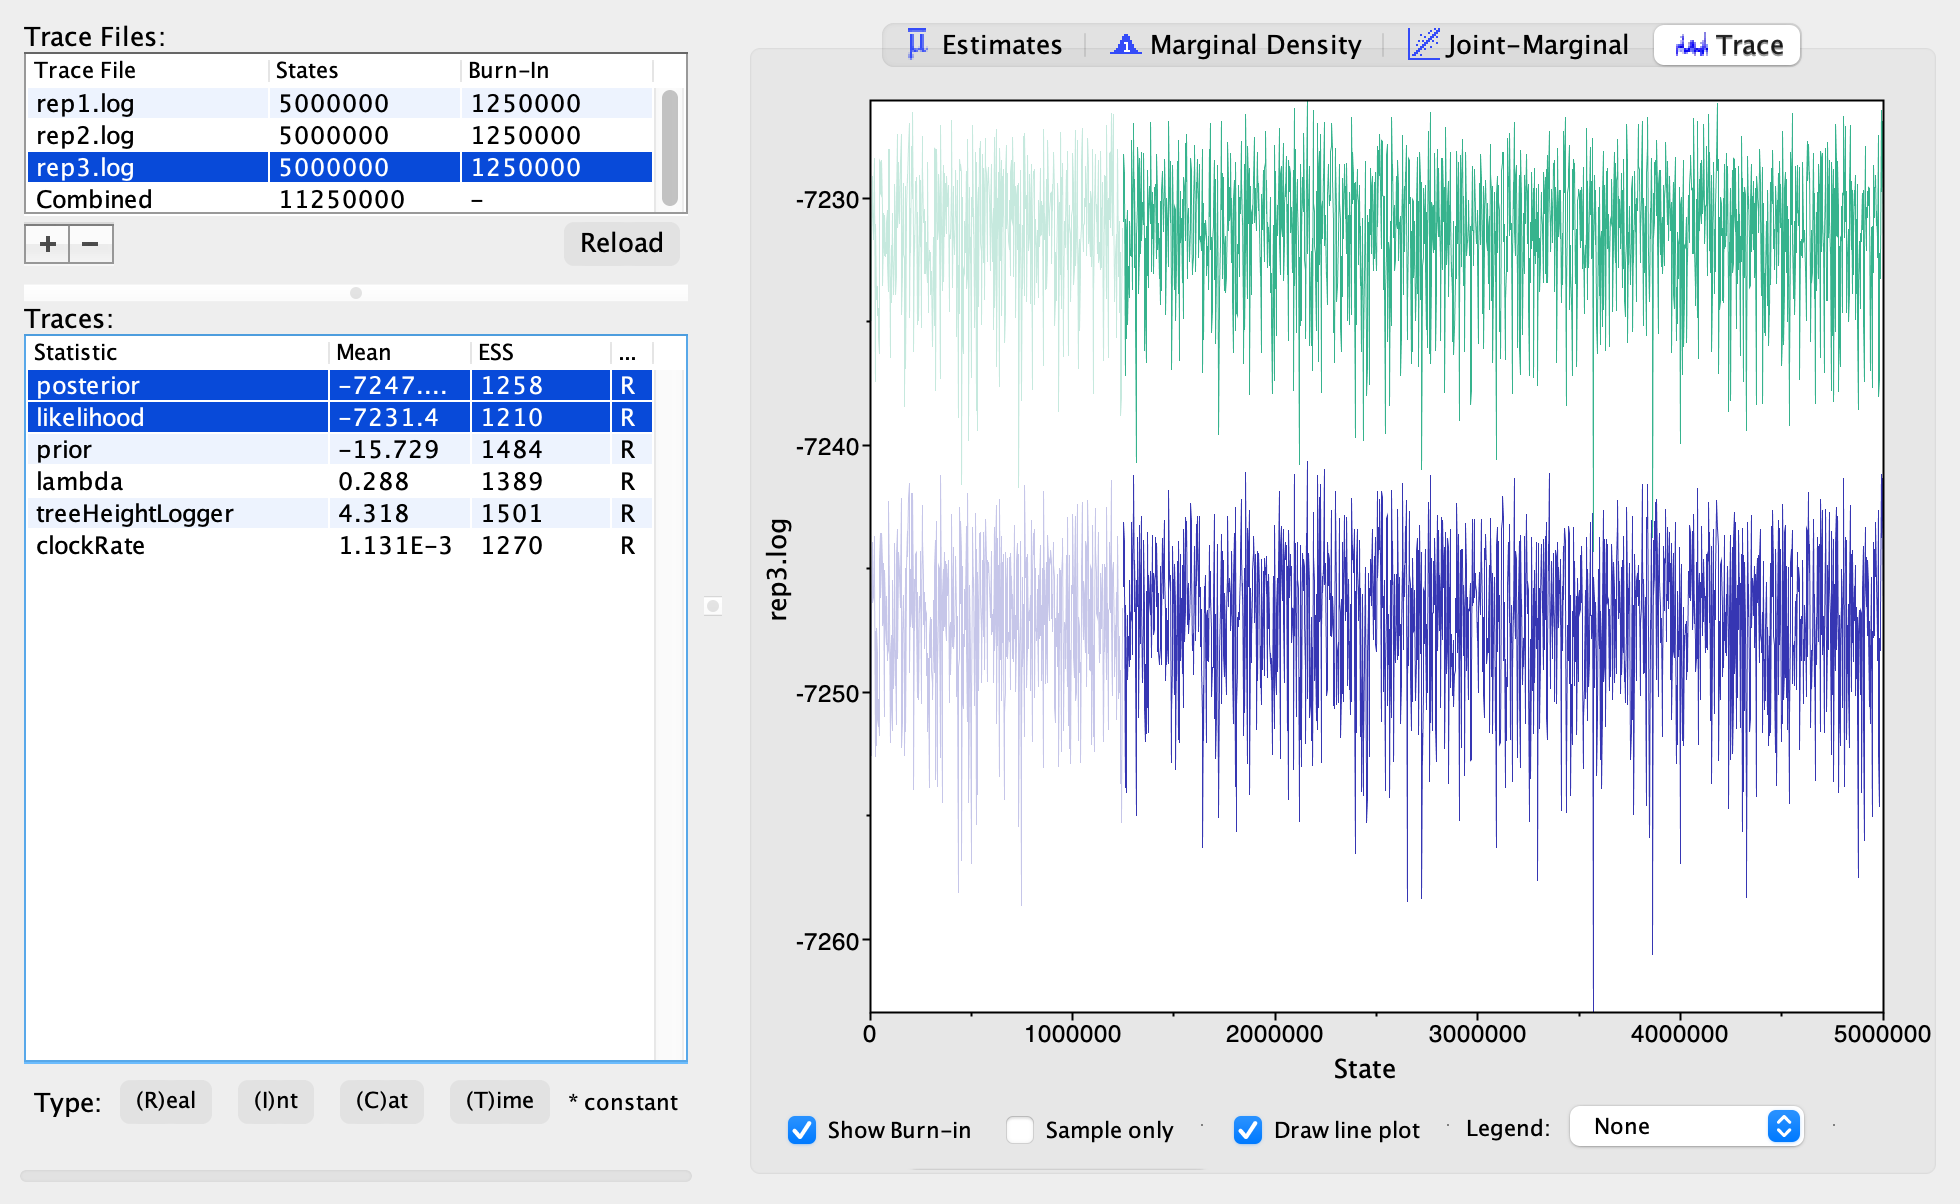 Trace Files:
Trace File States Burn-In
rep1.log 5000000 1250000
rep2.log 5000000 1250000
rep3.log 5000000 1250000
Combined 11250000 -
+ - Reload
Traces:
Statistic Mean ESS ...
posterior -7247.... 1258 R
likelihood -7231.4 1210 R
prior -15.729 1484 R
lambda 0.288 1389 R
treeHeightLogger 4.318 1501 R
clockRate 1.131E-3 1270 R
Type: (R)eal (I)nt (C)at (T)ime * constant
Estimates Marginal Density Joint-Marginal Trace
-7230
-7240
-7250
-7260
rep3.log
0 1000000 2000000 3000000 4000000 5000000
State
Show Burn-in Sample only Draw line plot Legend: None